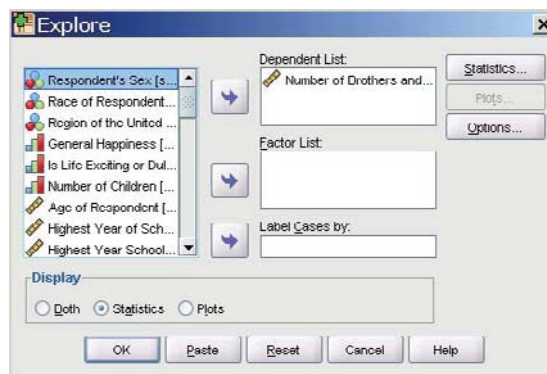 Explore
Respondent's Sex [s...
Race of Respondent...
Region of the United ...
General Happiness [...
Is Life Exciting or Dul...
Number of Children [...
Age of Respondent [...
Highest Year of Sch...
Highest Year School...
Dependent List:
Number of Brothers and...
Factor List:
Label Cases by:
Statistics...
Plots...
Options...
Display
Both
Statistics
Plots
OK
Paste
Reset
Cancel
Help